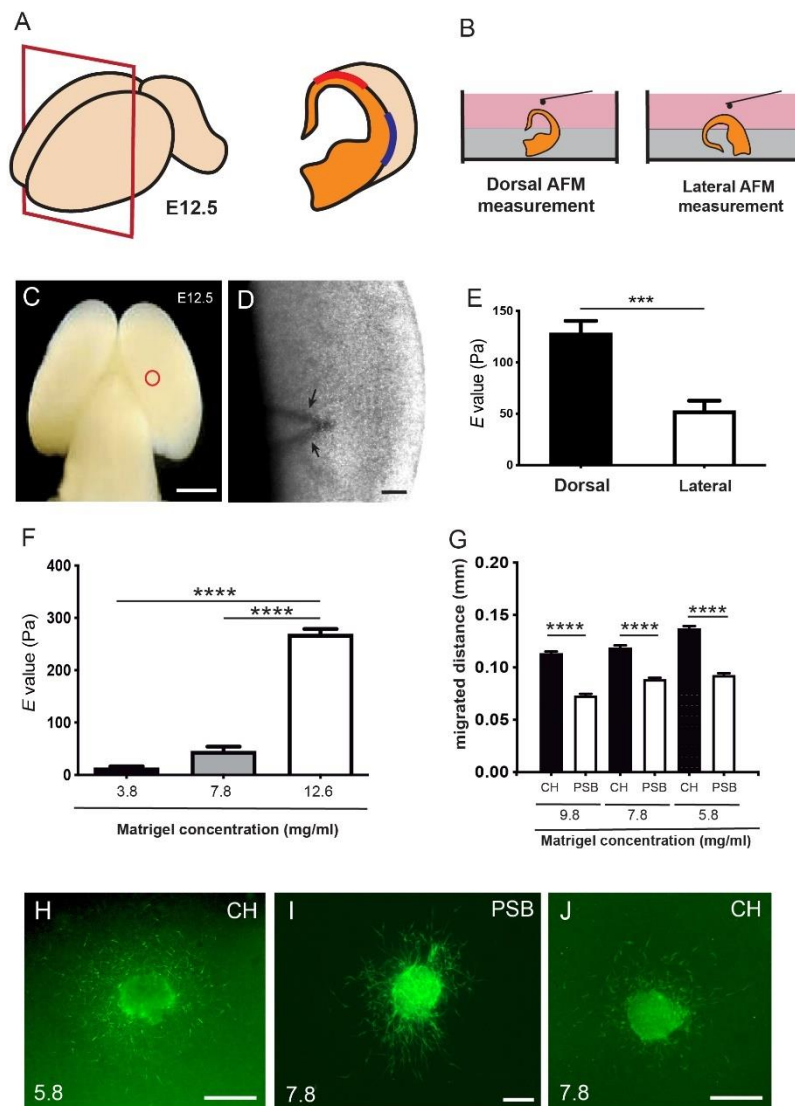 A
E12.5
B
Dorsal AFM
measurement
Lateral AFM
measurement
C
E12.5
D
E
***
E value (Pa)
150
100
50
0
Dorsal
Lateral
F
E value (Pa)
400
300
200
100
0
****
****
3.8
7.8
12.6
Matrigel concentration (mg/ml)
G
migrated distance (mm)
0.20
0.15
0.10
0.05
0.00
****
****
****
CH PSB CH PSB CH PSB
9.8 7.8 5.8
Matrigel concentration (mg/ml)
H
CH
5.8
I
PSB
7.8
J
CH
7.8